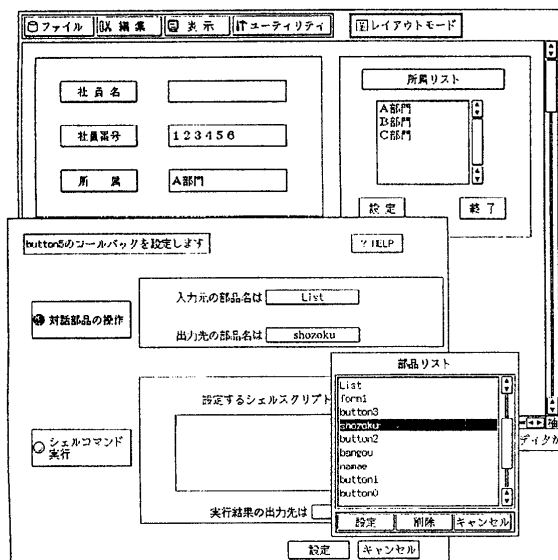 ファイル 編集 表示 ITユーティリティ レイアウトモード
社員名
社員番号 123456
所属 A部門
所属リスト
A部門
B部門
C部門
設定 終了
button5のコールバックを設定します
? HELP
対話部品の操作
入力元の部品名は List
出力先の部品名は shozoku
シェルコマンド
実行
設定するシェルスクリプト
実行結果の出力先は
設定 キャンセル
部品リスト
List
form1
button3
shozoku
button2
bangou
namae
button1
button0
設定 削除 キャンセル